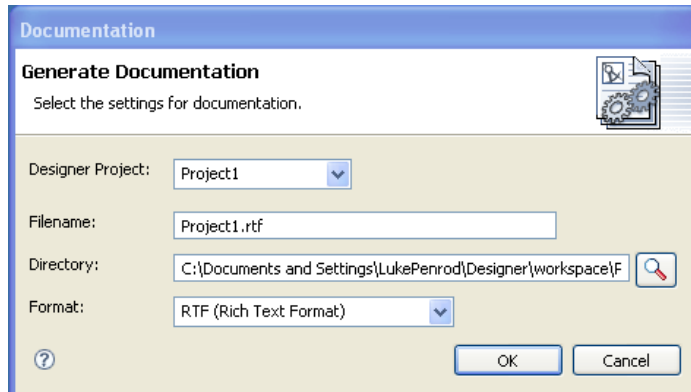 Documentation
Generate Documentation
Select the settings for documentation.
Designer Project: Project1
Filename: Project1.rtf
Directory: C:\Documents and Settings\LukePenrod\Designer\workspace\F
Format: RTF (Rich Text Format)
? OK Cancel